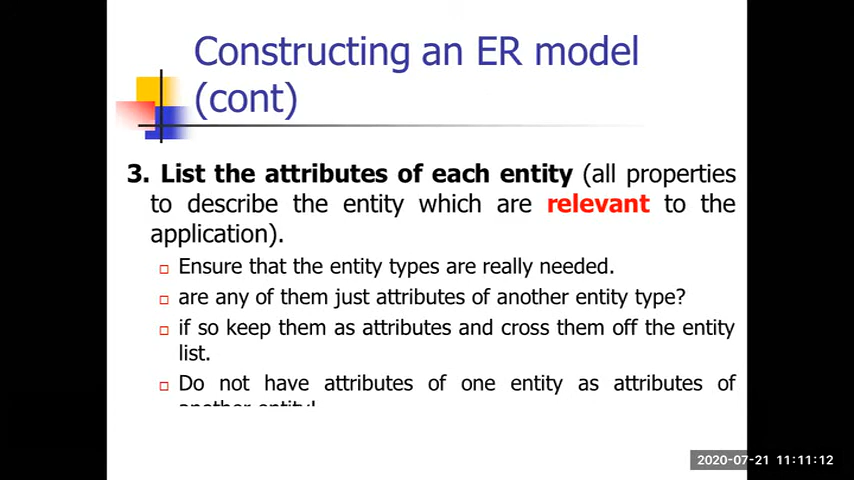 Constructing an ER model
(cont)
3. List the attributes of each entity (all properties
to describe the entity which are relevant to the
application).
Ensure that the entity types are really needed.
are any of them just attributes of another entity type?
if so keep them as attributes and cross them off the entity
list.
Do not have attributes of one entity as attributes of
another entity!
2020-07-21 11:11:12